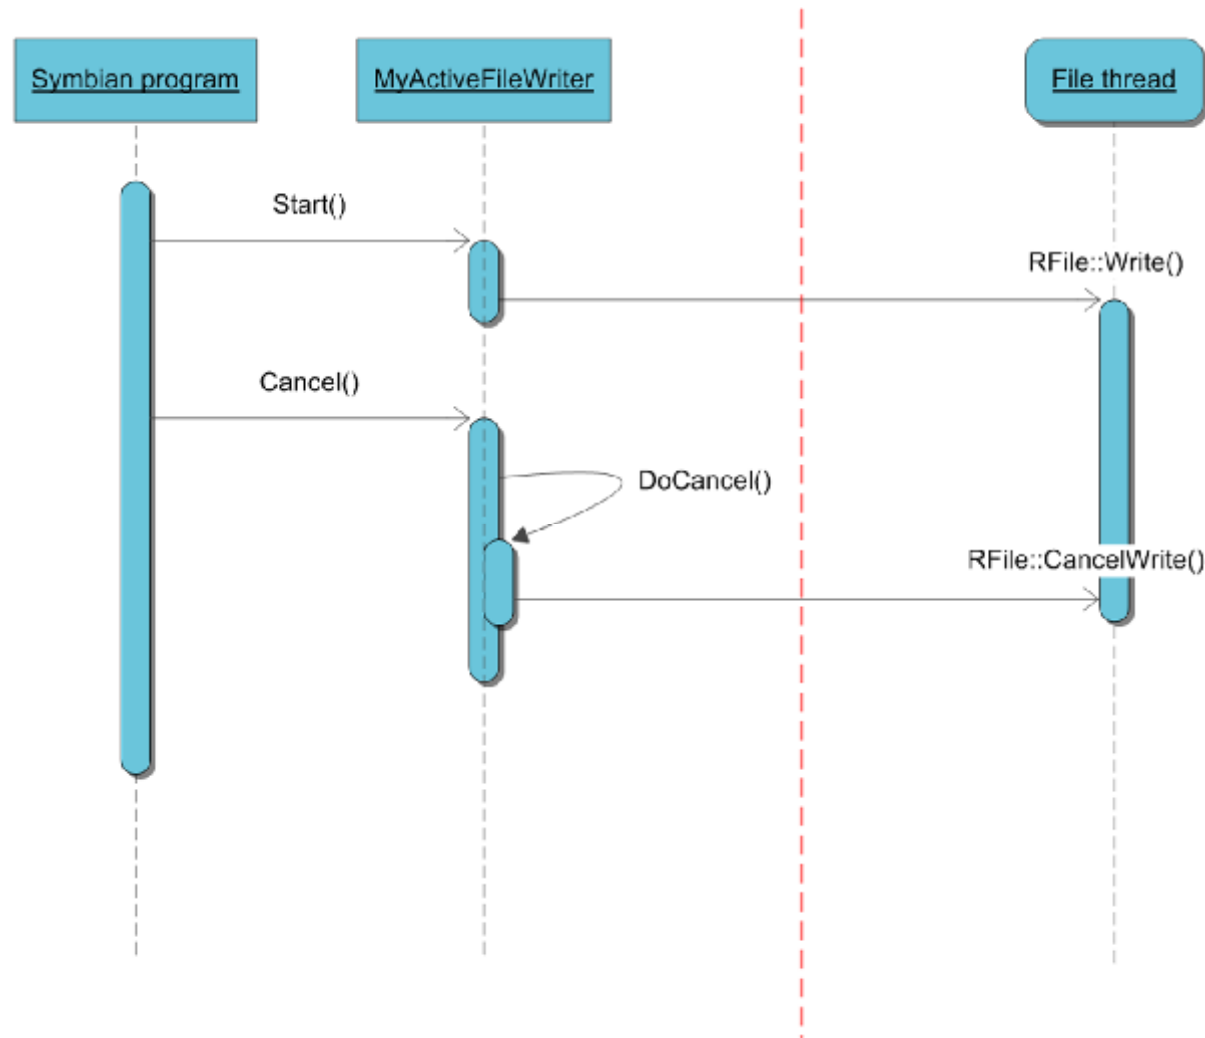 Symbian program
MyActiveFileWriter
File thread
Start()
RFile::Write()
Cancel()
DoCancel()
RFile::CancelWrite()